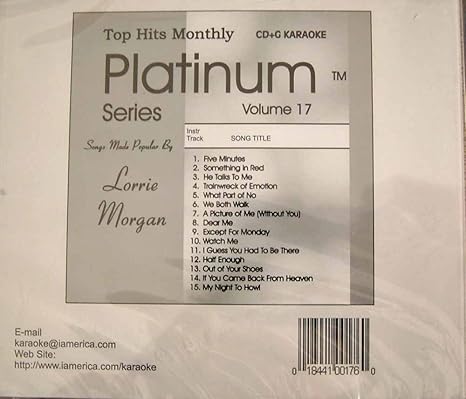 Top Hits Monthly CD+G KARAOKE
Platinum ™
Series Volume 17
Songs Made Popular By
Lorrie
Morgan
Instr
Track SONG TITLE
1. Five Minutes
2. Something in Red
3. He Talks To Me
4. Trainwreck of Emotion
5. What Part of No
6. We Both Walk
7. A Picture of Me (Without You)
8. Dear Me
9. Except For Monday
10. Watch Me
11. I Guess You Had To Be There
12. Half Enough
13. Out of Your Shoes
14. If You Came Back From Heaven
15. My Night To Howl
E-mail
karaoke@iamerica.com
Web Site:
http://www.iamerica.com/karaoke
0 18441 00176 0